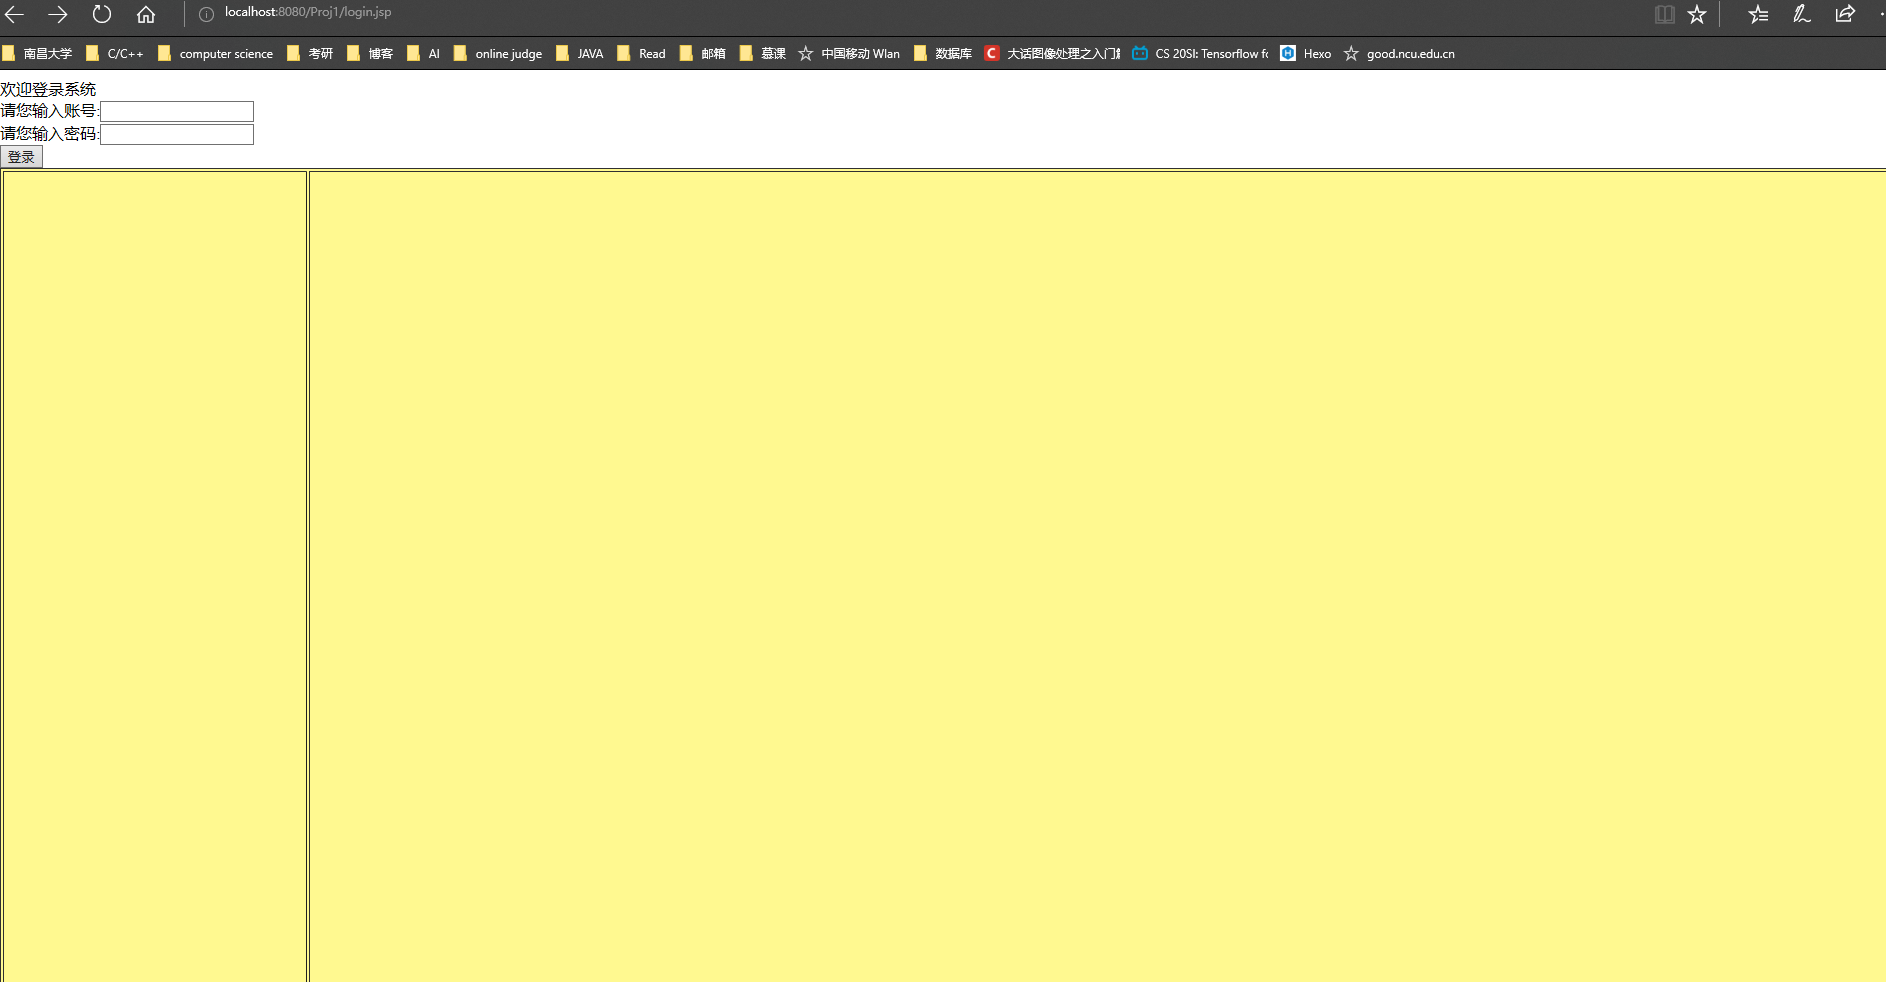 localhost:8080/Proj1/login.jsp
南昌大学 C/C++ computer science 考研 博客 AI online judge JAVA Read 邮箱 慕课 中国移动 Wlan 数据库 C 大话图像处理之入门 CS 20SI: Tensorflow fo H Hexo good.ncu.edu.cn
欢迎登录系统
请您输入账号:
请您输入密码:
登录